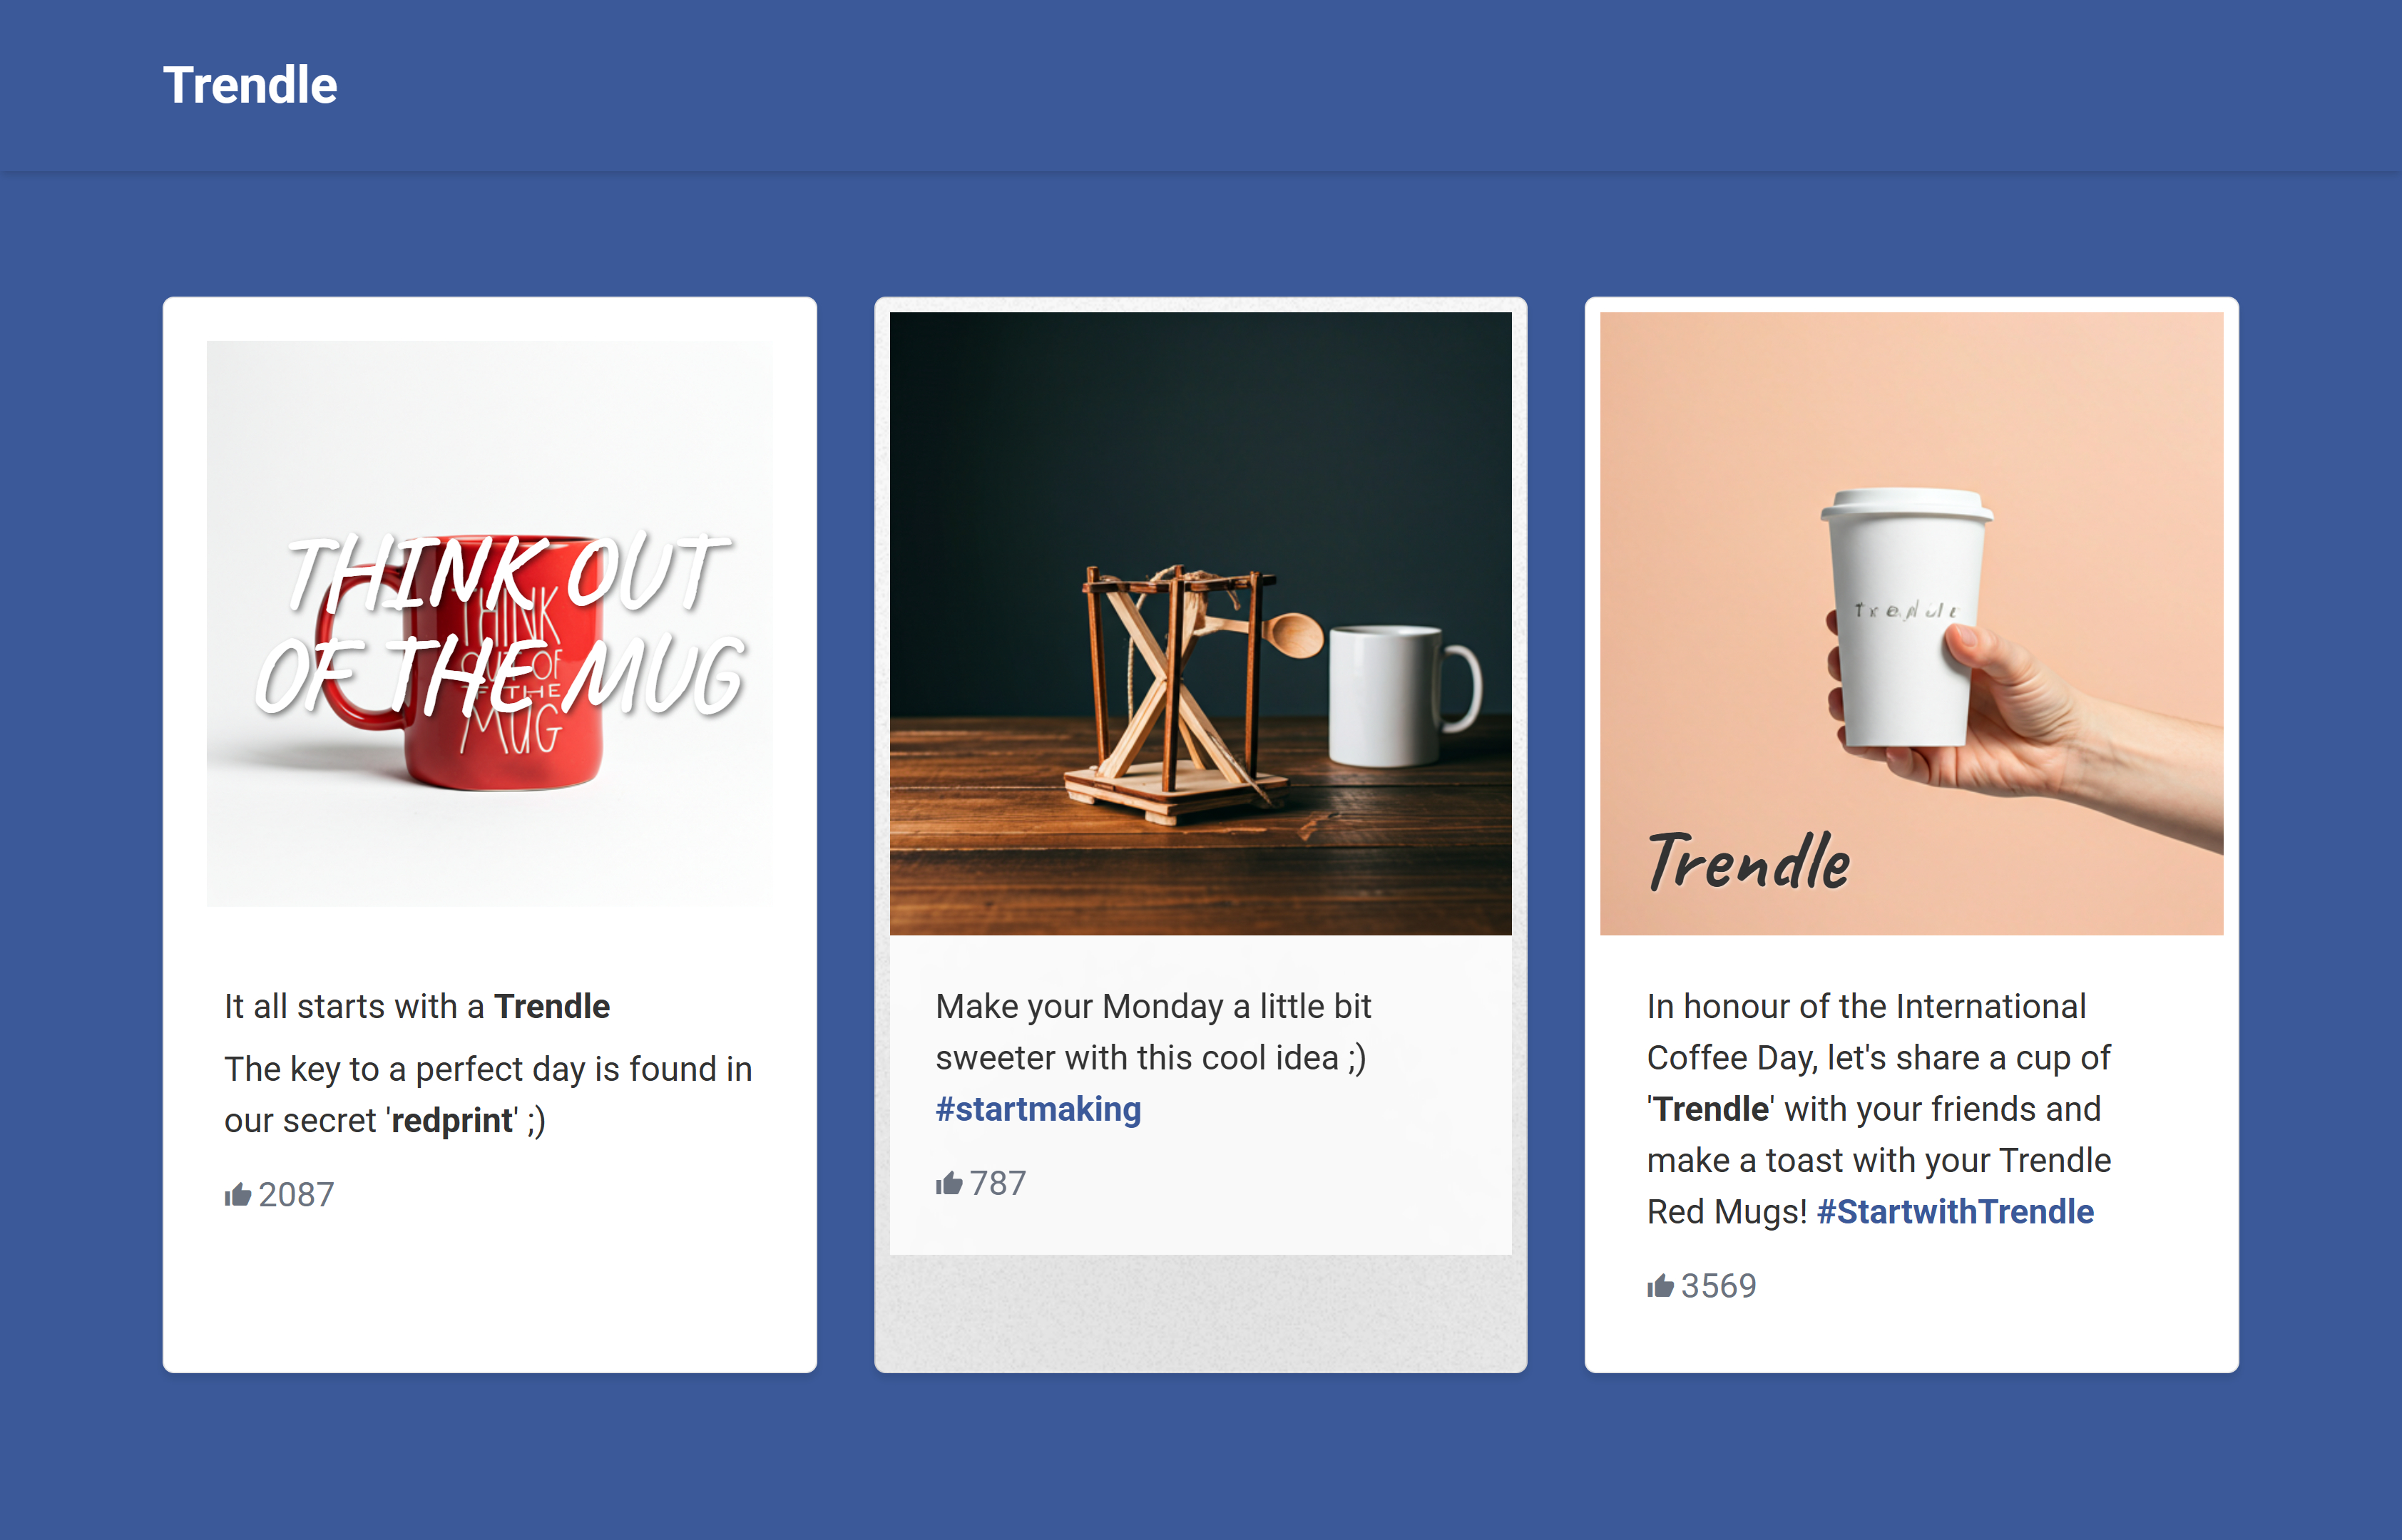 Trendle
THINK OUT
OF THE MUG
THINK
OUT OF
THE
MUG
It all starts with a Trendle
The key to a perfect day is found in
our secret 'redprint' ;)
2087
Make your Monday a little bit
sweeter with this cool idea ;)
#startmaking
787
Trendle
In honour of the International
Coffee Day, let's share a cup of
'Trendle' with your friends and
make a toast with your Trendle
Red Mugs! #StartwithTrendle
3569